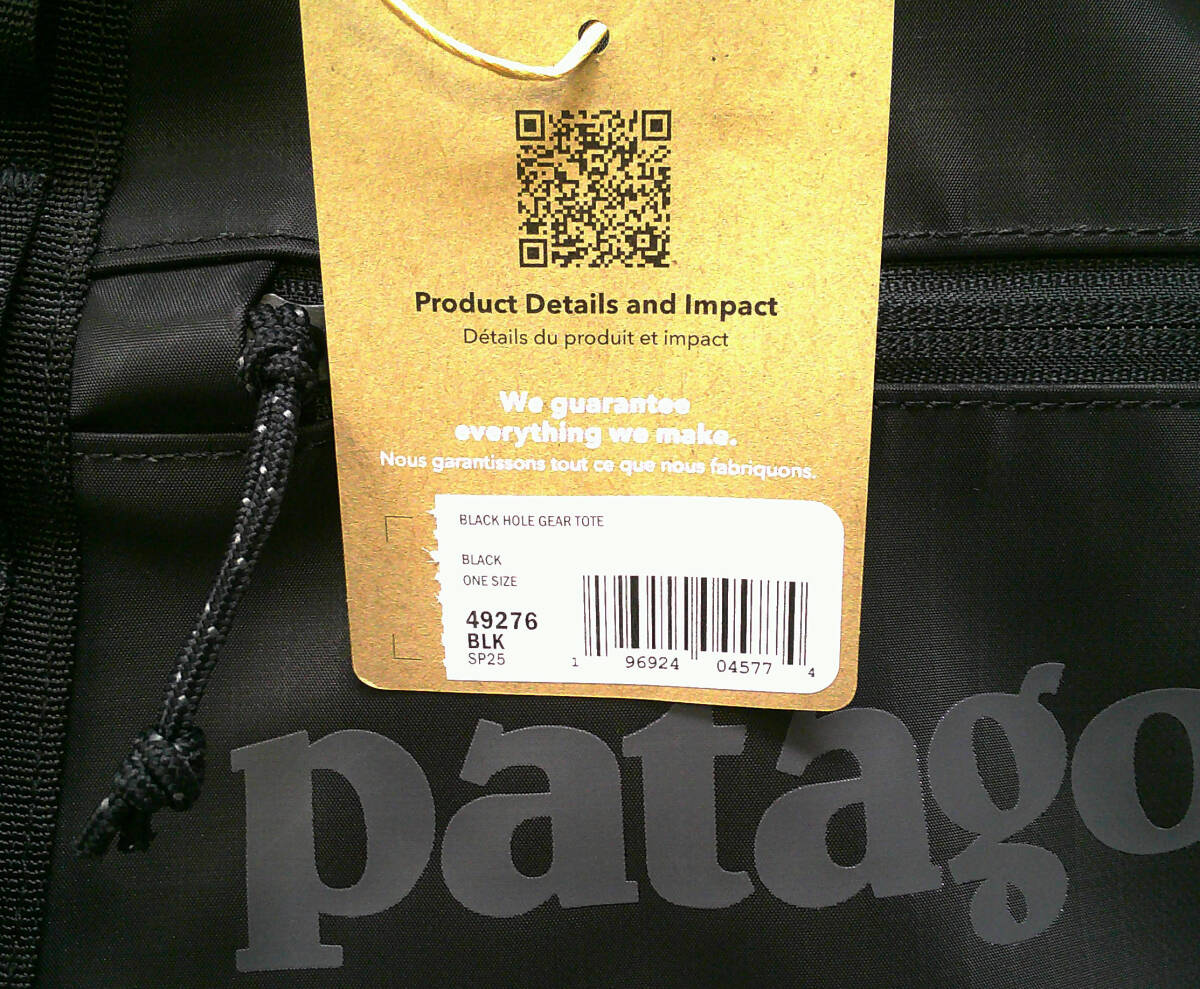 Product Details and Impact
Détails du produit et impact
We guarantee
everything we make.
Nous garantissons tout ce que nous fabriquons.
BLACK HOLE GEAR TOTE
BLACK
ONE SIZE
49276
BLK
SP25
1 96924 04577 4
patago